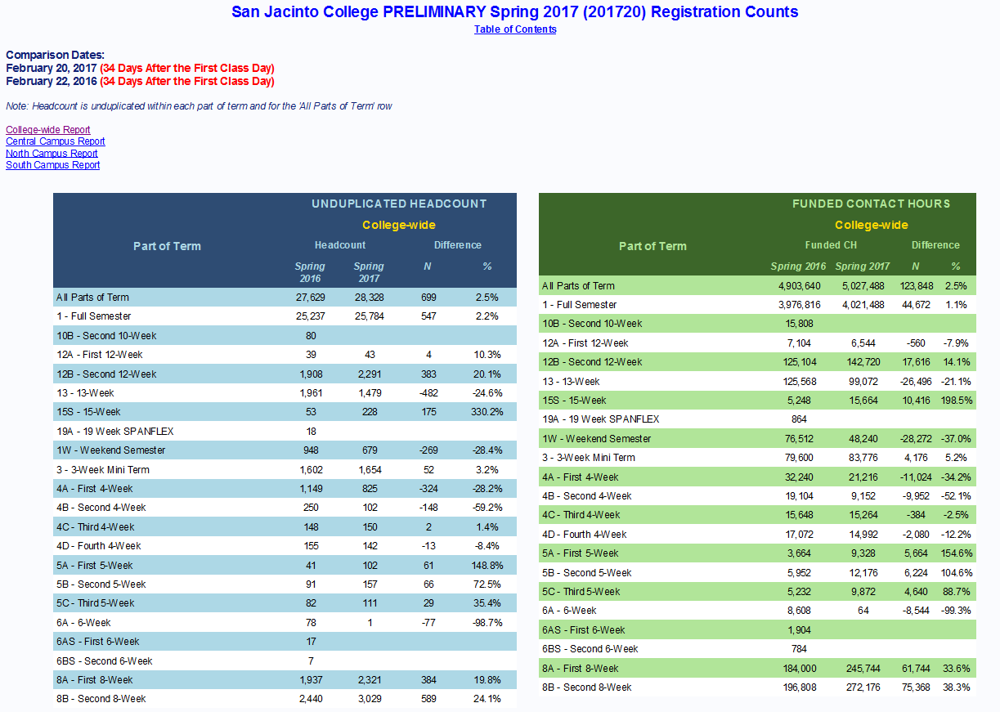 San Jacinto College PRELIMINARY Spring 2017 (201720) Registration Counts
Table of Contents
Comparison Dates:
February 20, 2017 (34 Days After the First Class Day)
February 22, 2016 (34 Days After the First Class Day)
Note: Headcount is unduplicated within each part of term and for the 'All Parts of Term' row
College-wide Report
Central Campus Report
North Campus Report
South Campus Report
UNDUPLICATED HEADCOUNT
College-wide
Part of Term Headcount Difference
Spring 2016 Spring 2017 N %
All Parts of Term 27,629 28,328 699 2.5%
1 - Full Semester 25,237 25,784 547 2.2%
10B - Second 10-Week 80
12A - First 12-Week 39 43 4 10.3%
12B - Second 12-Week 1,908 2,291 383 20.1%
13 - 13-Week 1,961 1,479 -482 -24.6%
15S - 15-Week 53 228 175 330.2%
19A - 19 Week SPANFLEX 18
1W - Weekend Semester 948 679 -269 -28.4%
3 - 3-Week Mini Term 1,602 1,654 52 3.2%
4A - First 4-Week 1,149 825 -324 -28.2%
4B - Second 4-Week 250 102 -148 -59.2%
4C - Third 4-Week 148 150 2 1.4%
4D - Fourth 4-Week 155 142 -13 -8.4%
5A - First 5-Week 41 102 61 148.8%
5B - Second 5-Week 91 157 66 72.5%
5C - Third 5-Week 82 111 29 35.4%
6A - 6-Week 78 1 -77 -98.7%
6AS - First 6-Week 17
6BS - Second 6-Week 7
8A - First 8-Week 1,937 2,321 384 19.8%
8B - Second 8-Week 2,440 3,029 589 24.1%
FUNDED CONTACT HOURS
College-wide
Part of Term Funded CH Difference
Spring 2016 Spring 2017 N %
All Parts of Term 4,903,640 5,027,488 123,848 2.5%
1 - Full Semester 3,976,816 4,021,488 44,672 1.1%
10B - Second 10-Week 15,808
12A - First 12-Week 7,104 6,544 -560 -7.9%
12B - Second 12-Week 125,104 142,720 17,616 14.1%
13 - 13-Week 125,568 99,072 -26,496 -21.1%
15S - 15-Week 5,248 15,664 10,416 198.5%
19A - 19 Week SPANFLEX 864
1W - Weekend Semester 76,512 48,240 -28,272 -37.0%
3 - 3-Week Mini Term 79,600 83,776 4,176 5.2%
4A - First 4-Week 32,240 21,216 -11,024 -34.2%
4B - Second 4-Week 19,104 9,152 -9,952 -52.1%
4C - Third 4-Week 15,648 15,264 -384 -2.5%
4D - Fourth 4-Week 17,072 14,992 -2,080 -12.2%
5A - First 5-Week 3,664 9,328 5,664 154.6%
5B - Second 5-Week 5,952 12,176 6,224 104.6%
5C - Third 5-Week 5,232 9,872 4,640 88.7%
6A - 6-Week 8,608 64 -8,544 -99.3%
6AS - First 6-Week 1,904
6BS - Second 6-Week 784
8A - First 8-Week 184,000 245,744 61,744 33.6%
8B - Second 8-Week 196,808 272,176 75,368 38.3%